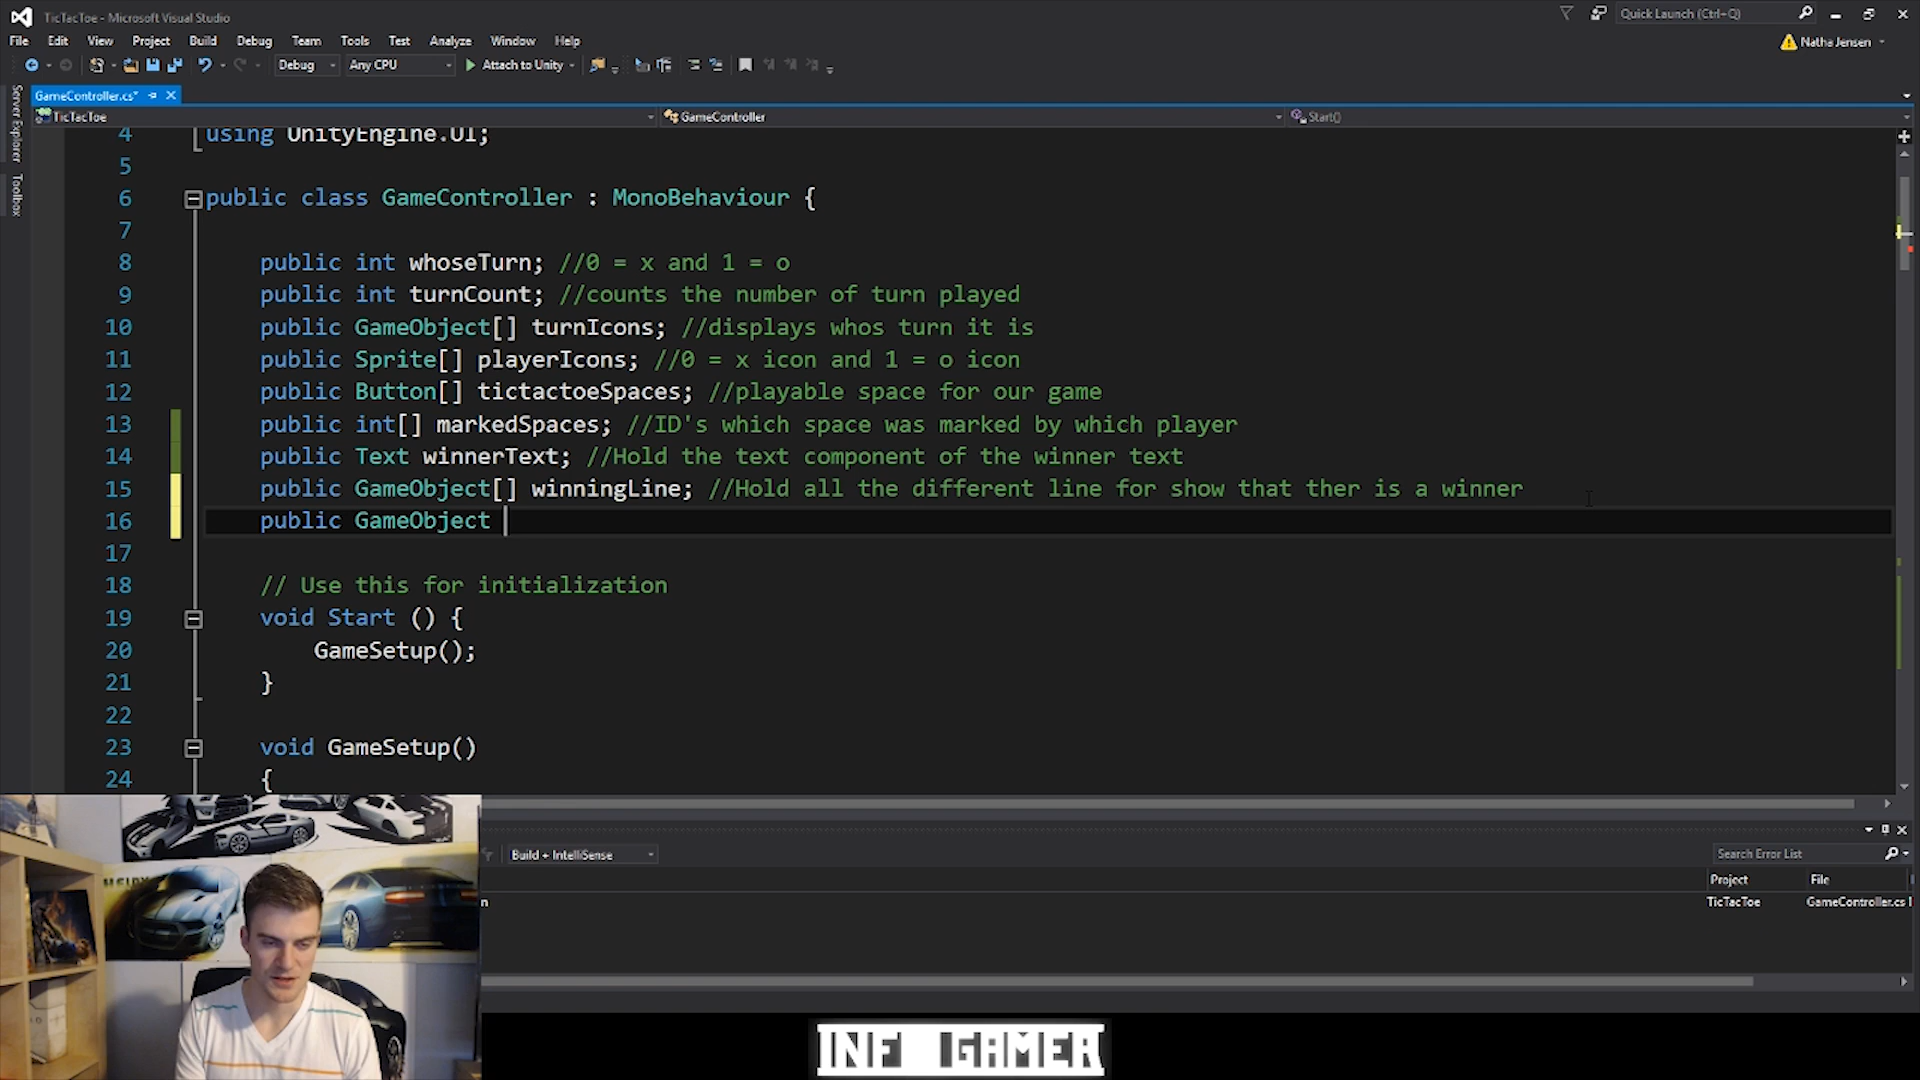 TicTacToe - Microsoft Visual Studio
Quick Launch (Ctrl+Q)
File Edit View Project Build Debug Team Tools Test Analyze Window Help
Natha Jensen
Debug Any CPU Attach to Unity
GameController.cs*
TicTacToe GameController Start()
Server Explorer
Toolbox
4 using UnityEngine.UI;
5
6 public class GameController : MonoBehaviour {
7
8 public int whoseTurn; //0 = x and 1 = o
9 public int turnCount; //counts the number of turn played
10 public GameObject[] turnIcons; //displays whos turn it is
11 public Sprite[] playerIcons; //0 = x icon and 1 = o icon
12 public Button[] tictactoeSpaces; //playable space for our game
13 public int[] markedSpaces; //ID's which space was marked by which player
14 public Text winnerText; //Hold the text component of the winner text
15 public GameObject[] winningLine; //Hold all the different line for show that ther is a winner
16 public GameObject
17
18 // Use this for initialization
19 void Start () {
20 GameSetup();
21 }
22
23 void GameSetup()
24 {
Build + IntelliSense
Search Error List
Project File
n TicTacToe GameController.cs
INF GAMER